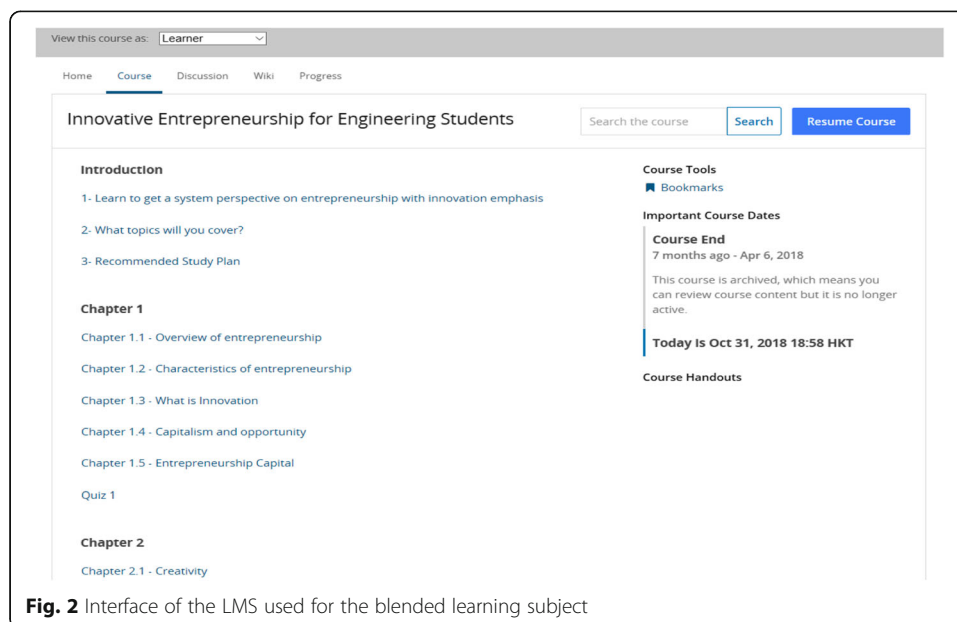 View this course as: Learner
Home Course Discussion Wiki Progress
Innovative Entrepreneurship for Engineering Students
Search the course Search Resume Course
Introduction
1- Learn to get a system perspective on entrepreneurship with innovation emphasis
2- What topics will you cover?
3- Recommended Study Plan
Chapter 1
Chapter 1.1 - Overview of entrepreneurship
Chapter 1.2 - Characteristics of entrepreneurship
Chapter 1.3 - What is Innovation
Chapter 1.4 - Capitalism and opportunity
Chapter 1.5 - Entrepreneurship Capital
Quiz 1
Chapter 2
Chapter 2.1 - Creativity
Course Tools
Bookmarks
Important Course Dates
Course End
7 months ago - Apr 6, 2018
This course is archived, which means you
can review course content but it is no longer
active.
Today Is Oct 31, 2018 18:58 HKT
Course Handouts
Fig. 2 Interface of the LMS used for the blended learning subject